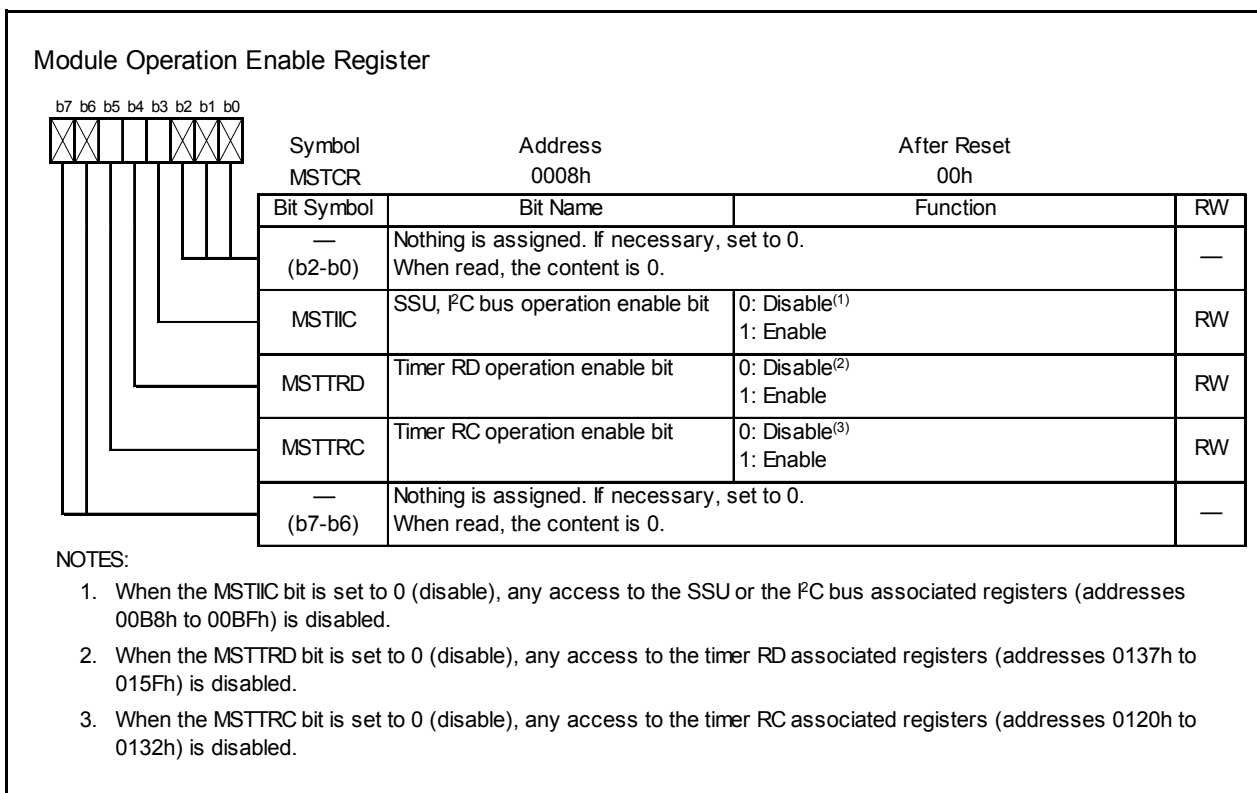 Module Operation Enable Register
b7 b6 b5 b4 b3 b2 b1 b0
Symbol Address After Reset
MSTCR 0008h 00h
Bit Symbol Bit Name Function RW
— Nothing is assigned. If necessary, set to 0.
(b2-b0) When read, the content is 0. —
MSTIIC SSU, I²C bus operation enable bit 0: Disable(1) RW
1: Enable
MSTTRD Timer RD operation enable bit 0: Disable(2) RW
1: Enable
MSTTRC Timer RC operation enable bit 0: Disable(3) RW
1: Enable
— Nothing is assigned. If necessary, set to 0.
(b7-b6) When read, the content is 0. —
NOTES:
1. When the MSTIIC bit is set to 0 (disable), any access to the SSU or the I²C bus associated registers (addresses
00B8h to 00BFh) is disabled.
2. When the MSTTRD bit is set to 0 (disable), any access to the timer RD associated registers (addresses 0137h to
015Fh) is disabled.
3. When the MSTTRC bit is set to 0 (disable), any access to the timer RC associated registers (addresses 0120h to
0132h) is disabled.